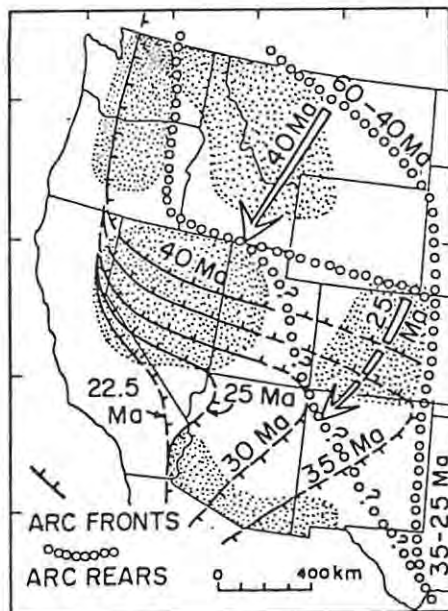 60-40 Ma
40 Ma
40 Ma
?
25 Ma
?
22.5
Ma
25 Ma
30 Ma
35 & Ma
?
?
?
35-25 Ma
ARC FRONTS
ARC REARS
0 400 km